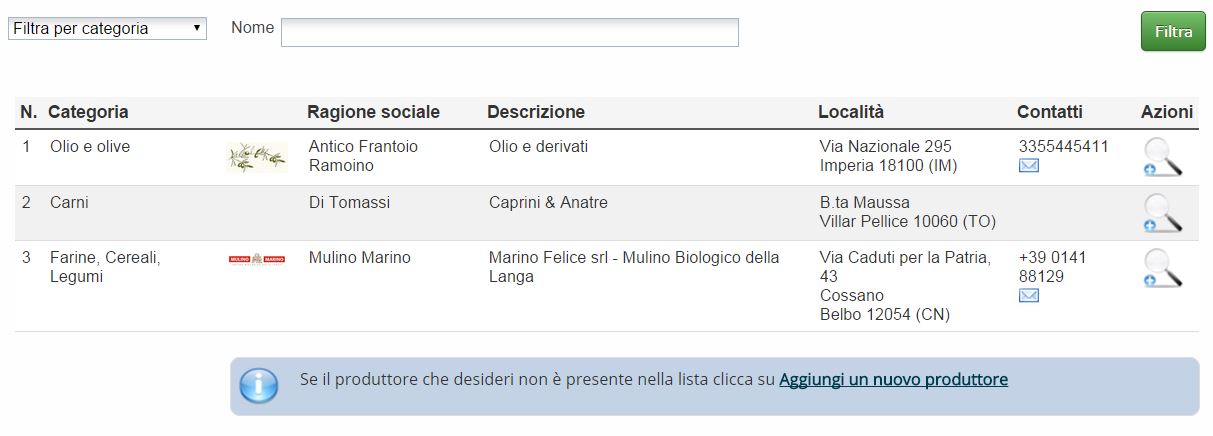 Filtra per categoria
Nome
Filtra
N. Categoria Ragione sociale Descrizione Località Contatti Azioni
1 Olio e olive Antico Frantoio Olio e derivati Via Nazionale 295 3355445411
Ramoino Imperia 18100 (IM)
2 Carni Di Tomassi Caprini & Anatre B.ta Maussa
Villar Pellice 10060 (TO)
3 Farine, Cereali, MULINO MARINO Mulino Marino Marino Felice srl - Mulino Biologico della Via Caduti per la Patria, +39 0141
Legumi Langa 43 88129
Cossano
Belbo 12054 (CN)
Se il produttore che desideri non è presente nella lista clicca su Aggiungi un nuovo produttore